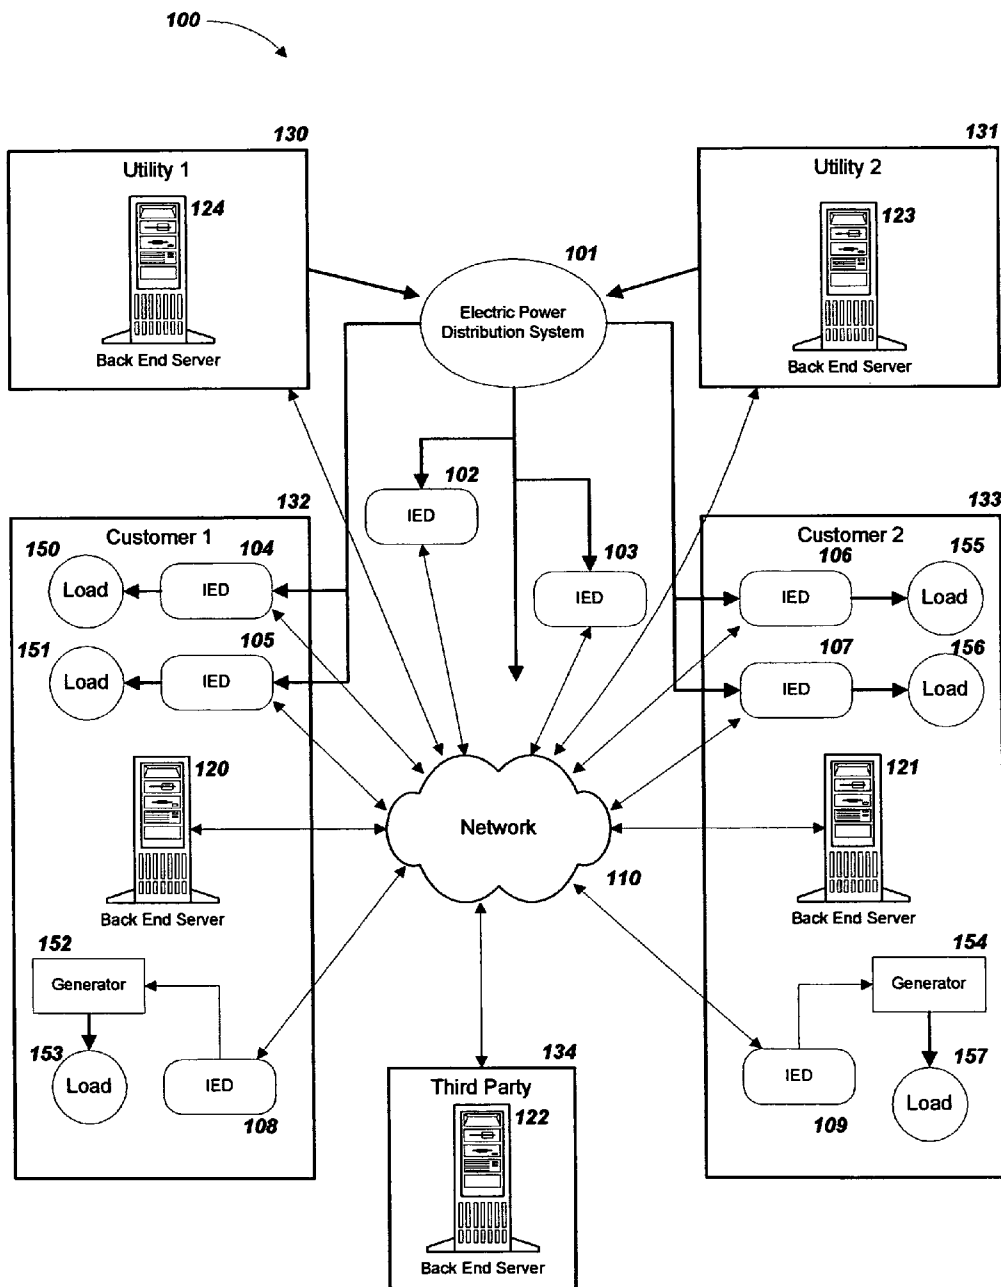 100
130
Utility 1
124
Back End Server
131
Utility 2
123
Back End Server
101
Electric Power
Distribution System
102
IED
103
IED
132
Customer 1
150
Load
104
IED
151
Load
105
IED
120
Back End Server
152
Generator
153
Load
IED
108
133
Customer 2
106
IED
155
Load
107
IED
156
Load
121
Back End Server
154
Generator
157
Load
IED
109
Network
110
134
Third Party
122
Back End Server